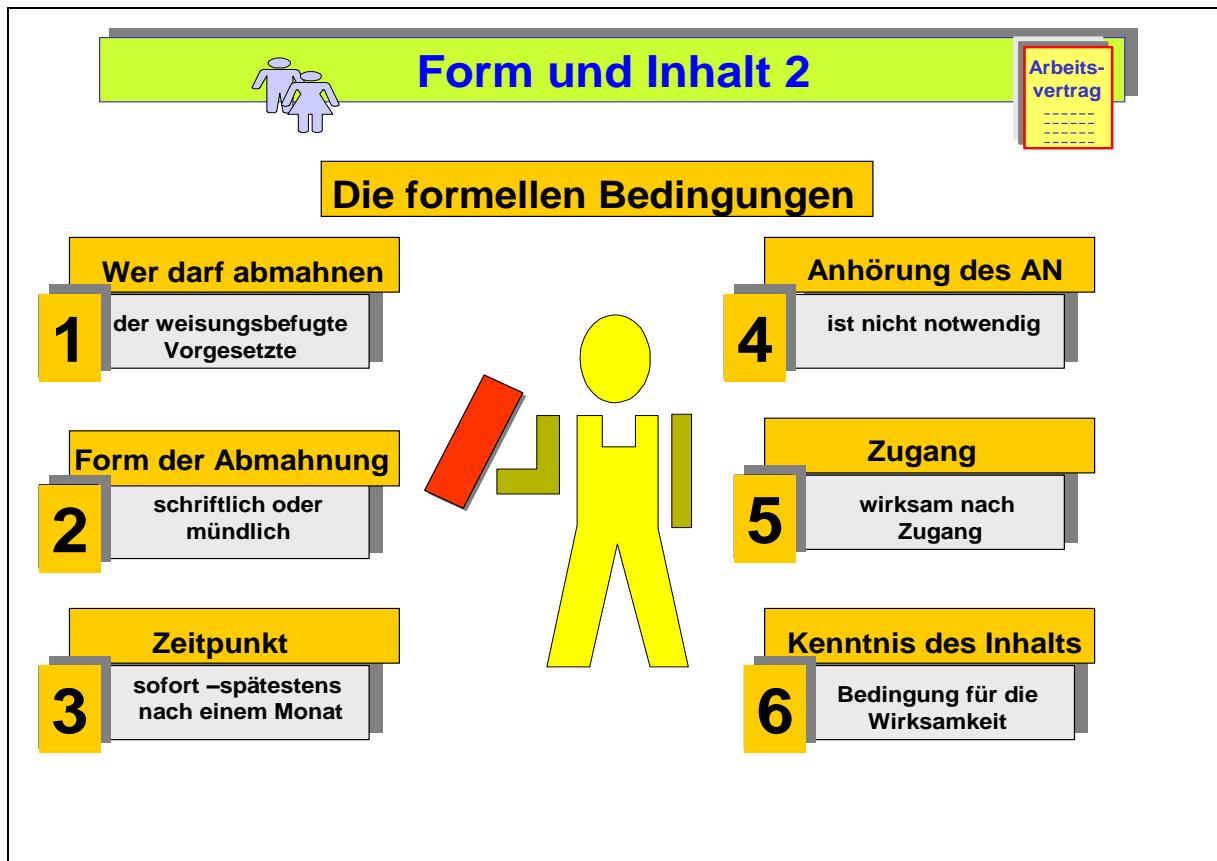 Form und Inhalt 2
Arbeits-
vertrag
------
------
------
------
Die formellen Bedingungen
Wer darf abmahnen
1
der weisungsbefugte
Vorgesetzte
Form der Abmahnung
2
schriftlich oder
mündlich
Zeitpunkt
3
sofort –spätestens
nach einem Monat
Anhörung des AN
4
ist nicht notwendig
Zugang
5
wirksam nach
Zugang
Kenntnis des Inhalts
6
Bedingung für die
Wirksamkeit